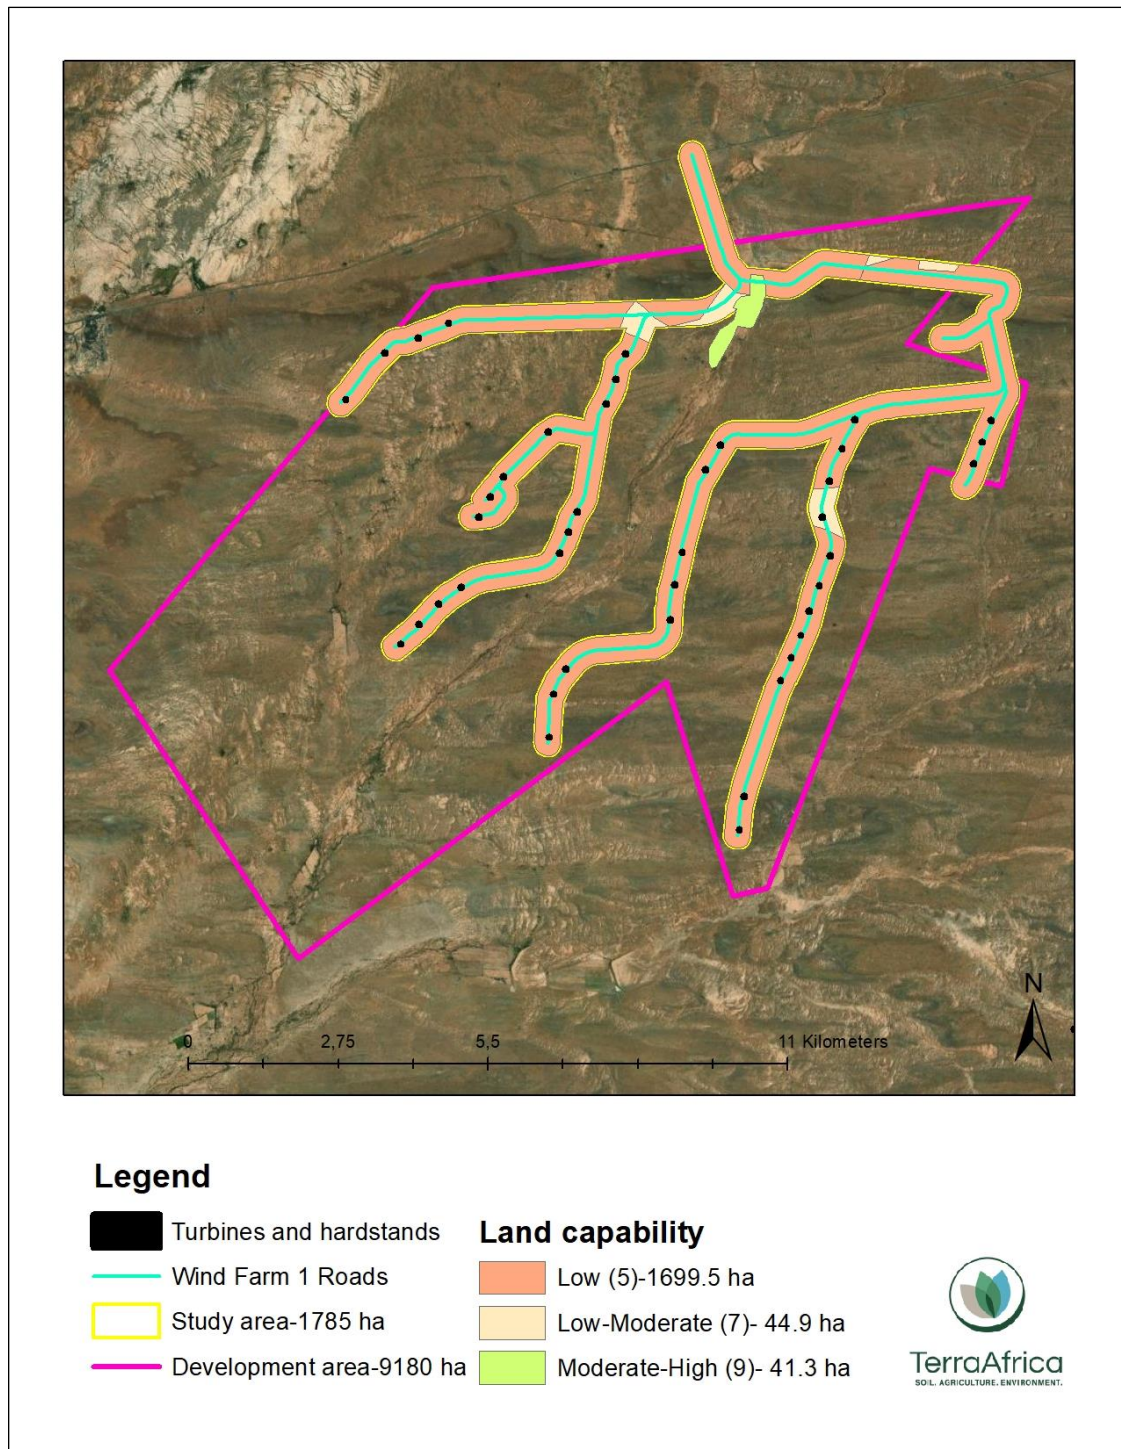 N
0 2,75 5,5 11 Kilometers
Legend
Turbines and hardstands
Wind Farm 1 Roads
Study area-1785 ha
Development area-9180 ha
Land capability
Low (5)-1699.5 ha
Low-Moderate (7)- 44.9 ha
Moderate-High (9)- 41.3 ha
TerraAfrica
SOIL. AGRICULTURE. ENVIRONMENT.